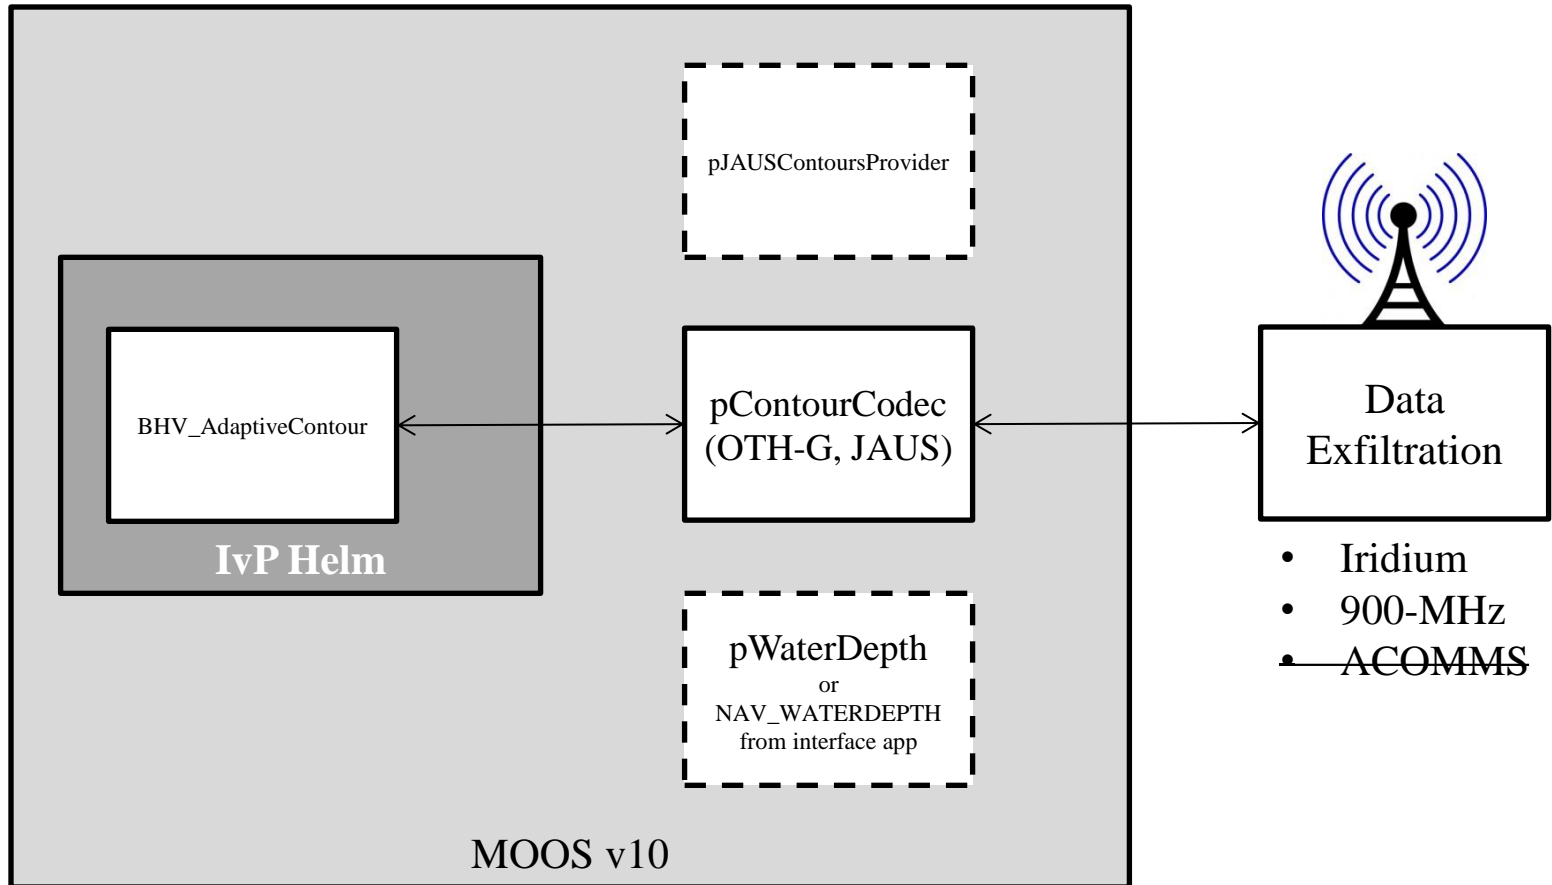 pJAUSContoursProvider
BHV_AdaptiveContour
IvP Helm
pContourCodec
(OTH-G, JAUS)
pWaterDepth
or
NAV_WATERDEPTH
from interface app
MOOS v10
Data
Exfiltration
• Iridium
• 900-MHz
• ACOMMS